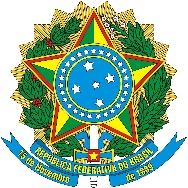 REPÚBLICA FEDERATIVA DO BRASIL
15 de Novembro
de 1889